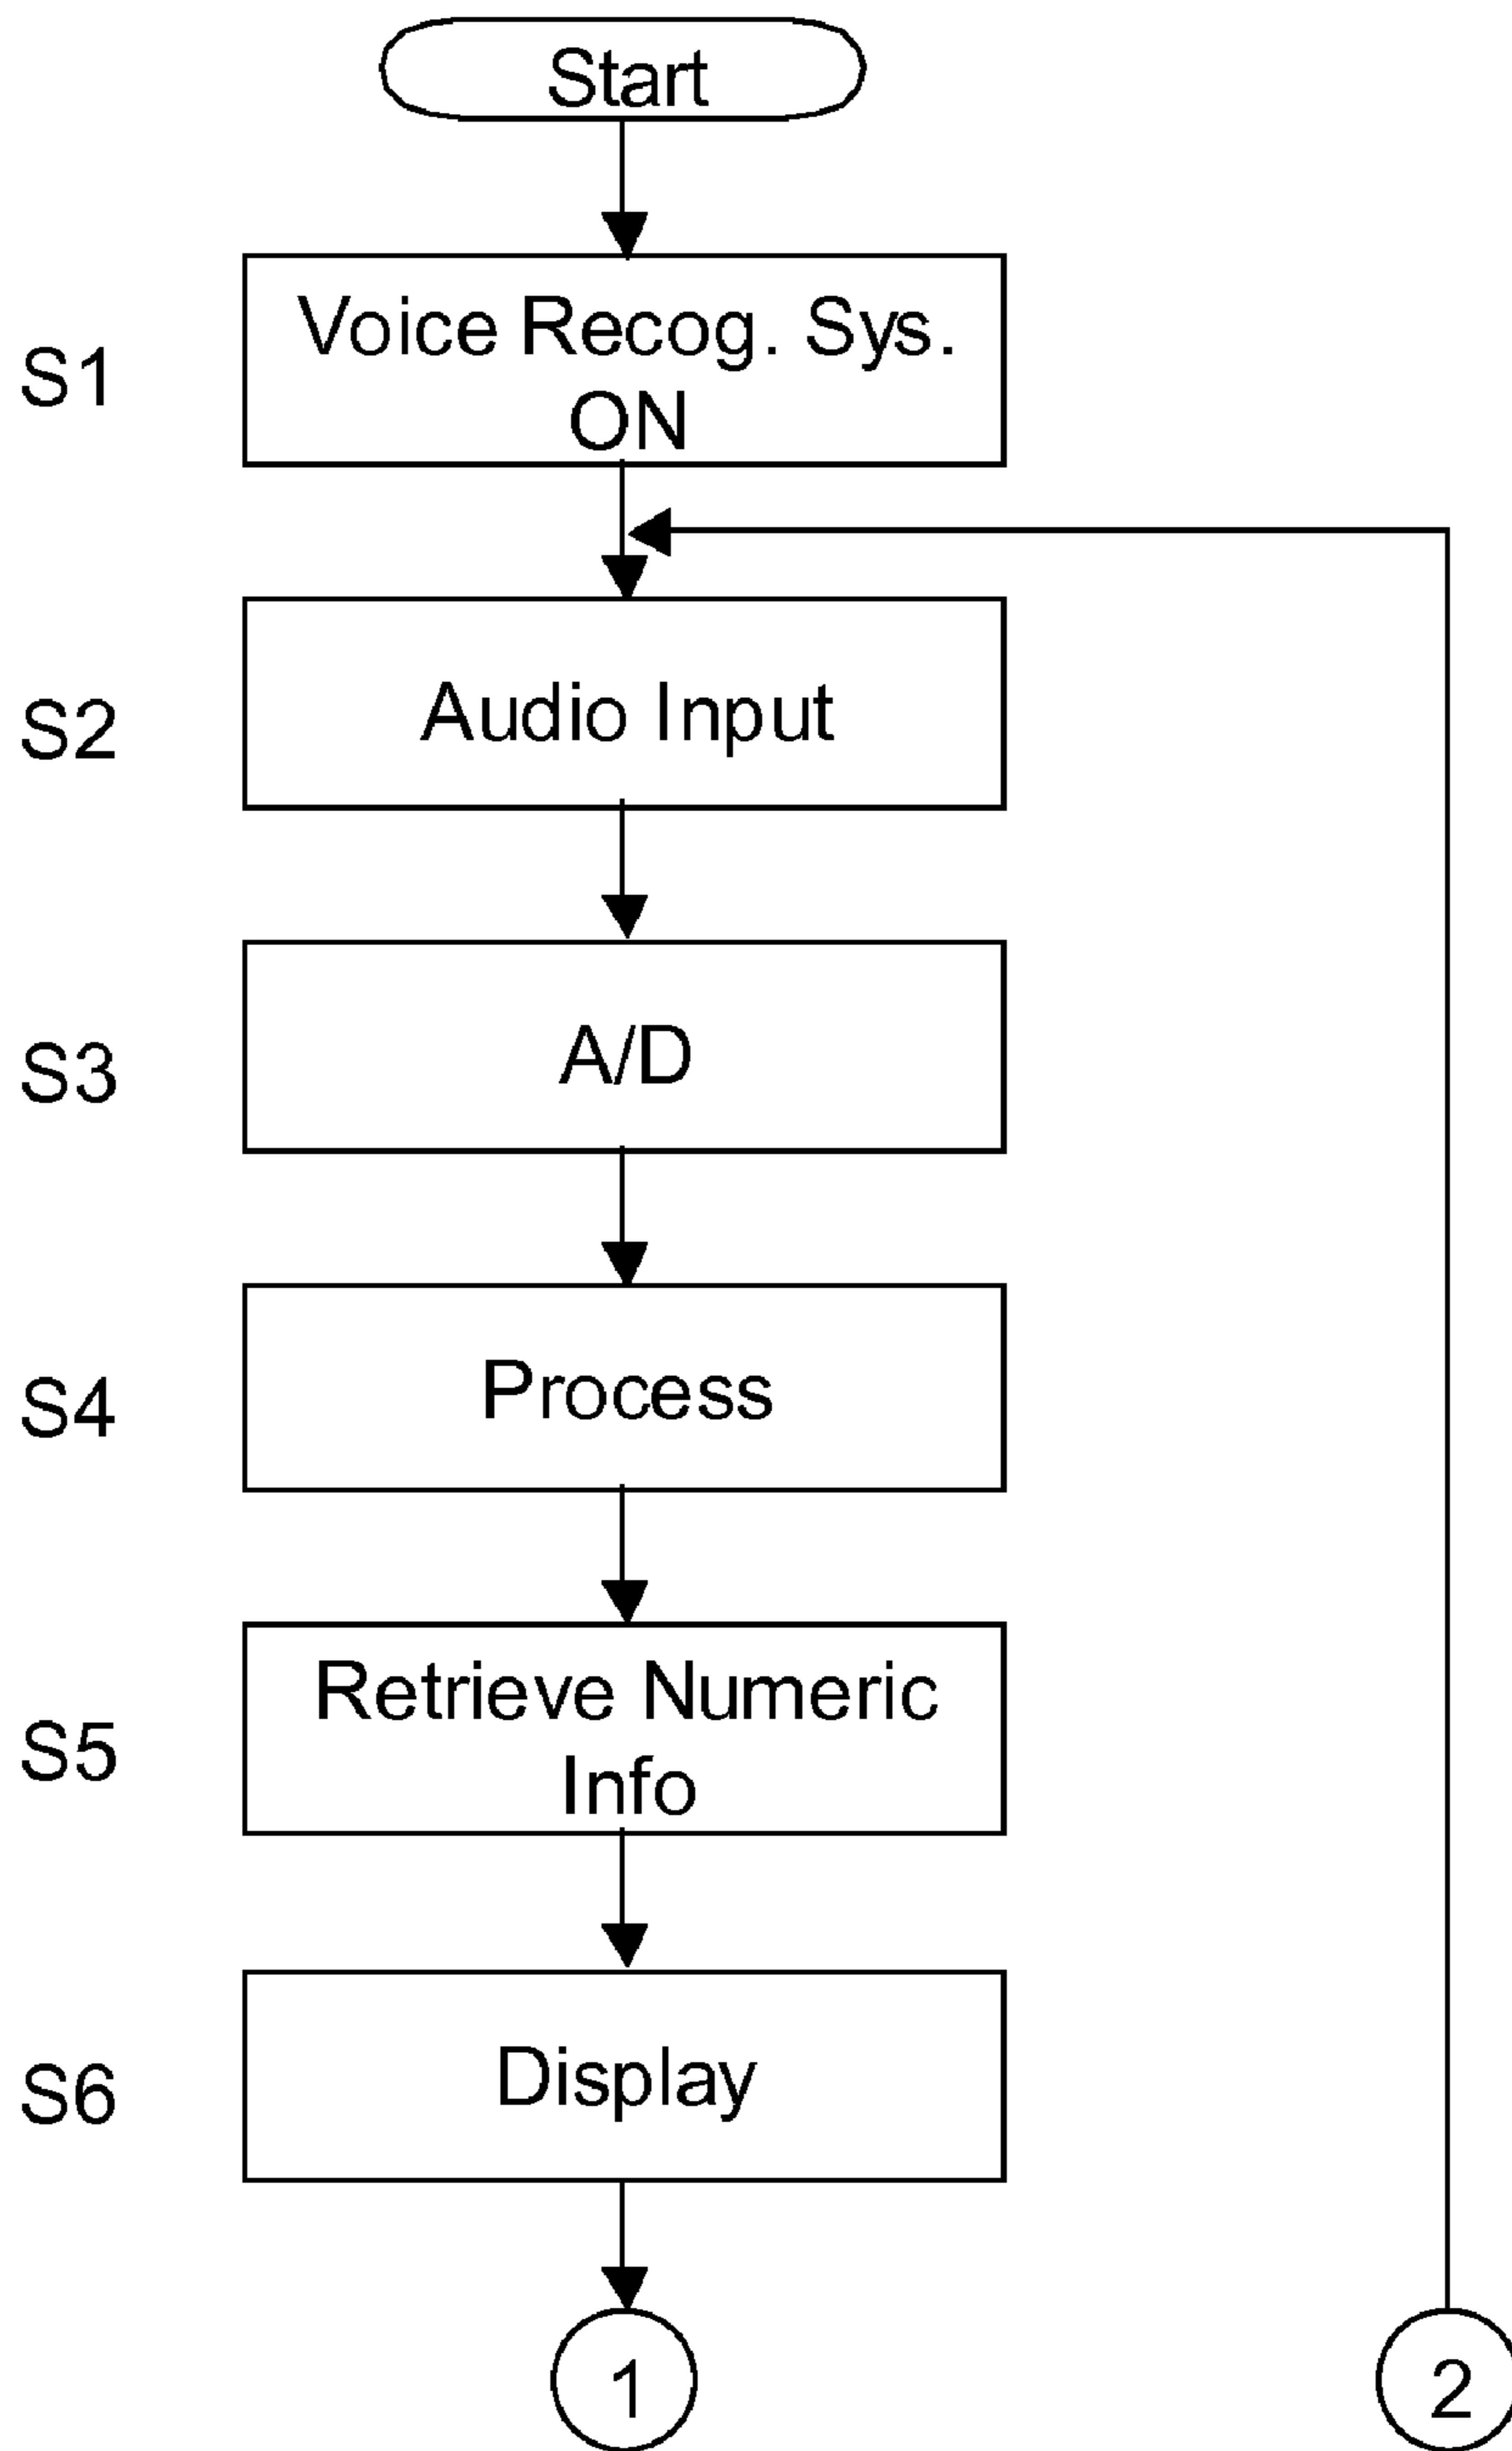 Start
S1
Voice Recog. Sys.
ON
S2
Audio Input
S3
A/D
S4
Process
S5
Retrieve Numeric
Info
S6
Display
1
2